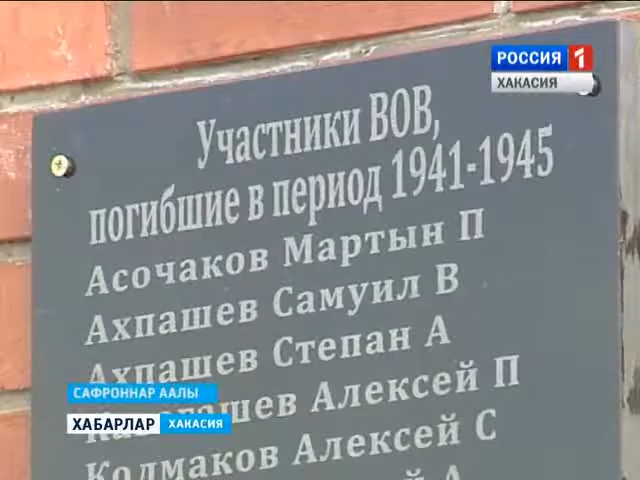 РОССИЯ 1
ХАКАСИЯ
Участники ВОВ,
погибшие в период 1941-1945
Асочаков Мартын П
Ахпашев Самуил В
Ахпашев Степан А
Алексей П
Колмаков Алексей С
А
САФРОННАР ААЛЫ
ХАБАРЛАР ХАКАСИЯ